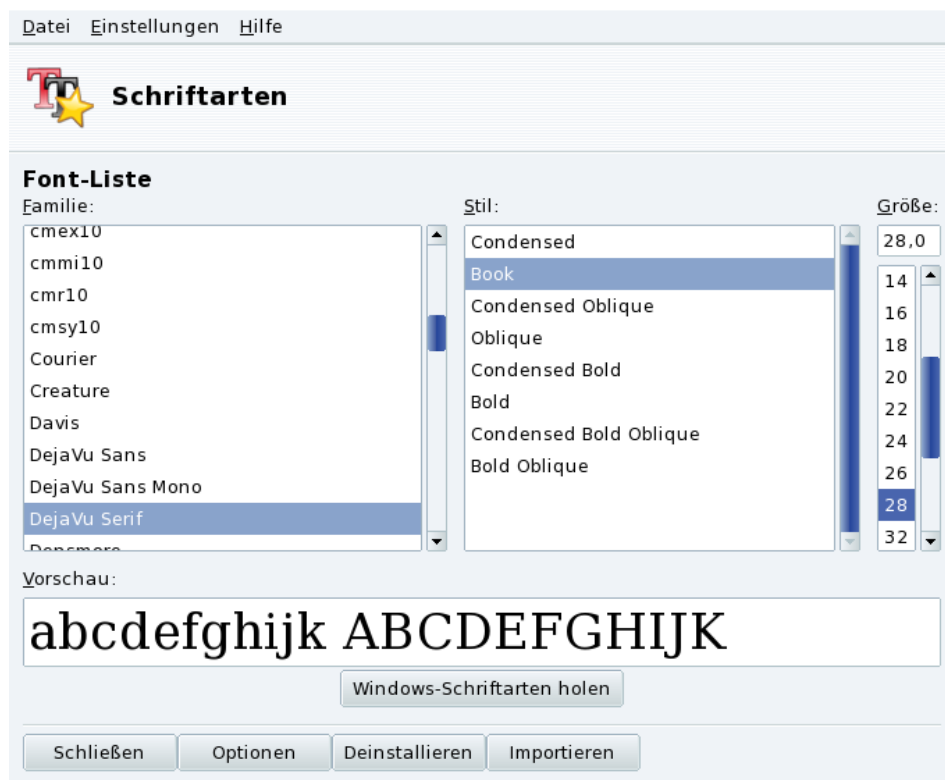 Datei Einstellungen Hilfe
Schriftarten
Font-Liste
Familie:
cmex10
cmmi10
cmr10
cmsy10
Courier
Creature
Davis
DejaVu Sans
DejaVu Sans Mono
DejaVu Serif
Stil:
Condensed
Book
Condensed Oblique
Oblique
Condensed Bold
Bold
Condensed Bold Oblique
Bold Oblique
Größe:
28,0
14
16
18
20
22
24
26
28
32
Vorschau:
abcdefghijk ABCDEFGHIJK
Windows-Schriftarten holen
Schließen Optionen Deinstallieren Importieren